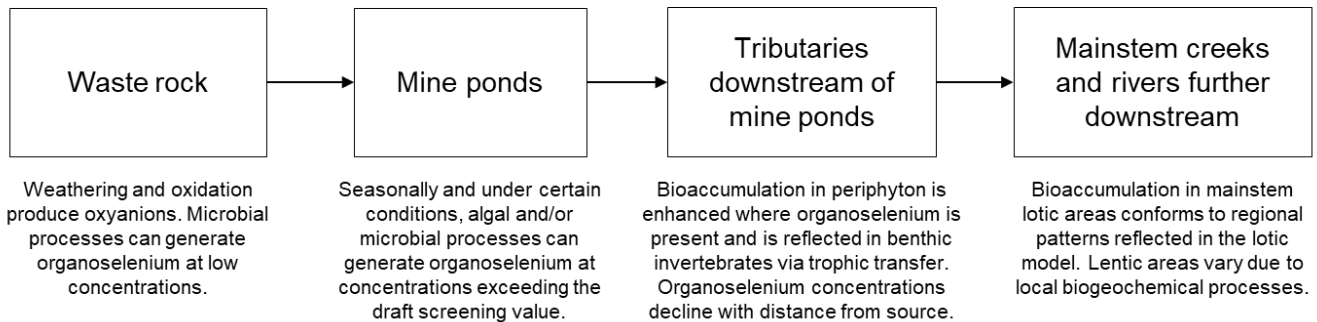 Waste rock
Weathering and oxidation
produce oxyanions. Microbial
processes can generate
organoselenium at low
concentrations.
Mine ponds
Seasonally and under certain
conditions, algal and/or
microbial processes can
generate organoselenium at
concentrations exceeding the
draft screening value.
Tributaries
downstream of
mine ponds
Bioaccumulation in periphyton is
enhanced where organoselenium is
present and is reflected in benthic
invertebrates via trophic transfer.
Organoselenium concentrations
decline with distance from source.
Mainstem creeks
and rivers further
downstream
Bioaccumulation in mainstem
lotic areas conforms to regional
patterns reflected in the lotic
model. Lentic areas vary due to
local biogeochemical processes.